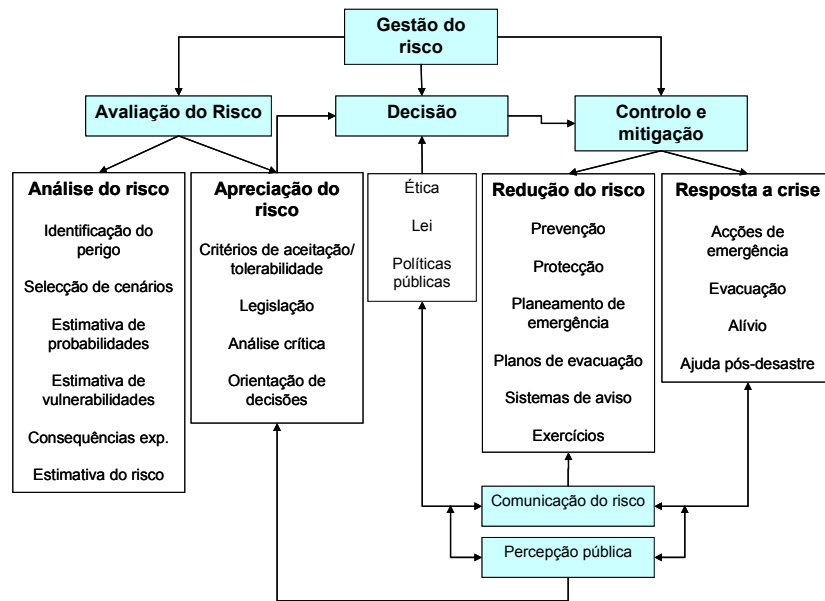 Gestão do
risco
Avaliação do Risco
Decisão
Controlo e
mitigação
Análise do risco
Identificação do
perigo
Selecção de cenários
Estimativa de
probabilidades
Estimativa de
vulnerabilidades
Consequências exp.
Estimativa do risco
Apreciação do
risco
Critérios de aceitação/
tolerabilidade
Legislação
Análise crítica
Orientação de
decisões
Ética
Lei
Políticas
públicas
Redução do risco
Prevenção
Protecção
Planeamento de
emergência
Planos de evacuação
Sistemas de aviso
Exercícios
Resposta a crise
Acções de
emergência
Evacuação
Alívio
Ajuda pós-desastre
Comunicação do risco
Percepção pública